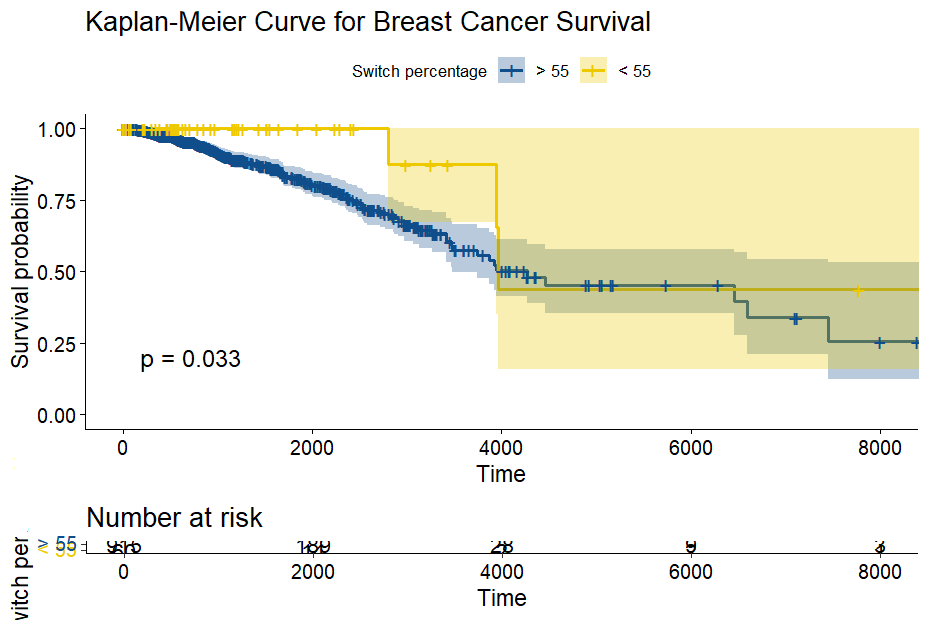 Kaplan-Meier Curve for Breast Cancer Survival
Switch percentage > 55 < 55
Survival probability
1.00
0.75
0.50
0.25
0.00
p = 0.033
0 2000 4000 6000 8000
Time
Number at risk
> 55
< 55
0 2000 4000 6000 8000
Time